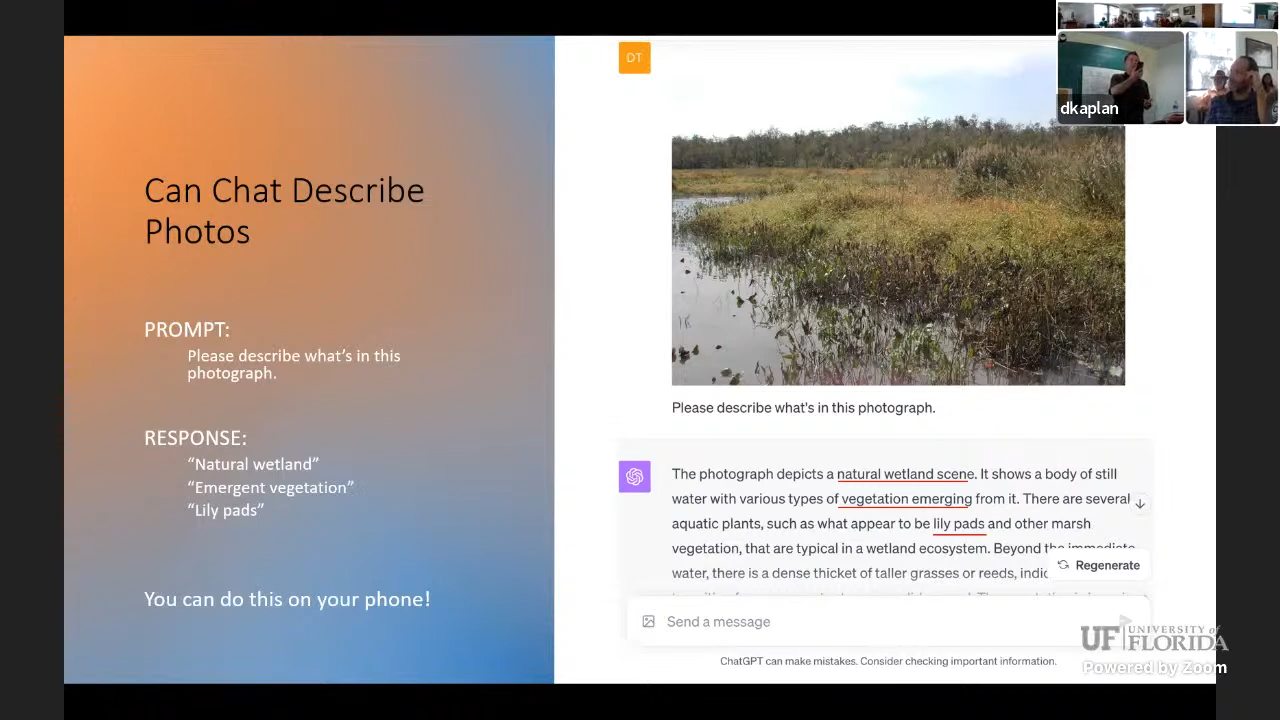 Can Chat Describe
Photos
PROMPT:
Please describe what's in this
photograph.
RESPONSE:
"Natural wetland"
"Emergent vegetation"
"Lily pads"
You can do this on your phone!
DT
Please describe what's in this photograph.
The photograph depicts a natural wetland scene. It shows a body of still
water with various types of vegetation emerging from it. There are several
aquatic plants, such as what appear to be lily pads and other marsh
vegetation, that are typical in a wetland ecosystem. Beyond the immediate
water, there is a dense thicket of taller grasses or reeds,
Regenerate
Send a message
ChatGPT can make mistakes. Consider checking important information.
dkaplan
UF UNIVERSITY of
FLORIDA
Powered by Zoom